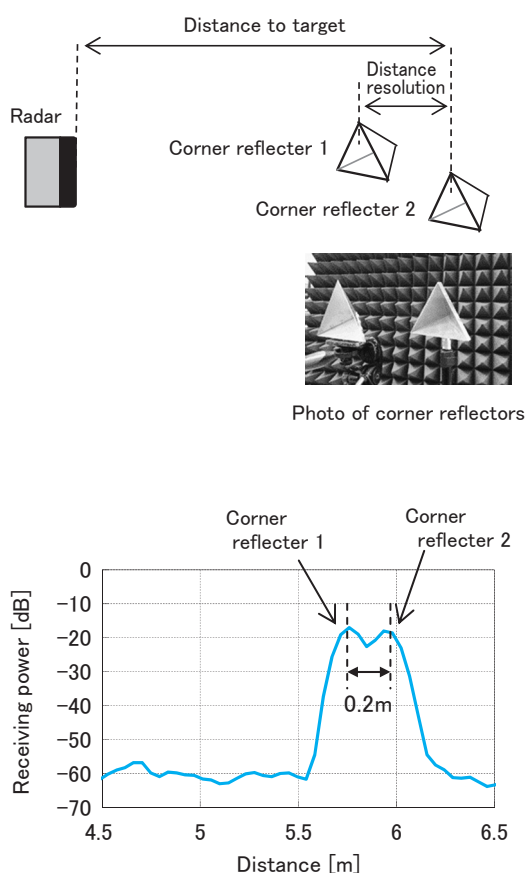 Distance to target
Distance
resolution
Radar
Corner reflecter 1
Corner reflecter 2
Photo of corner reflectors
Corner
reflecter 1
Corner
reflecter 2
Receiving power [dB]
0
−10
−20
−30
−40
−50
−60
−70
0.2m
4.5
5
5.5
6
6.5
Distance [m]